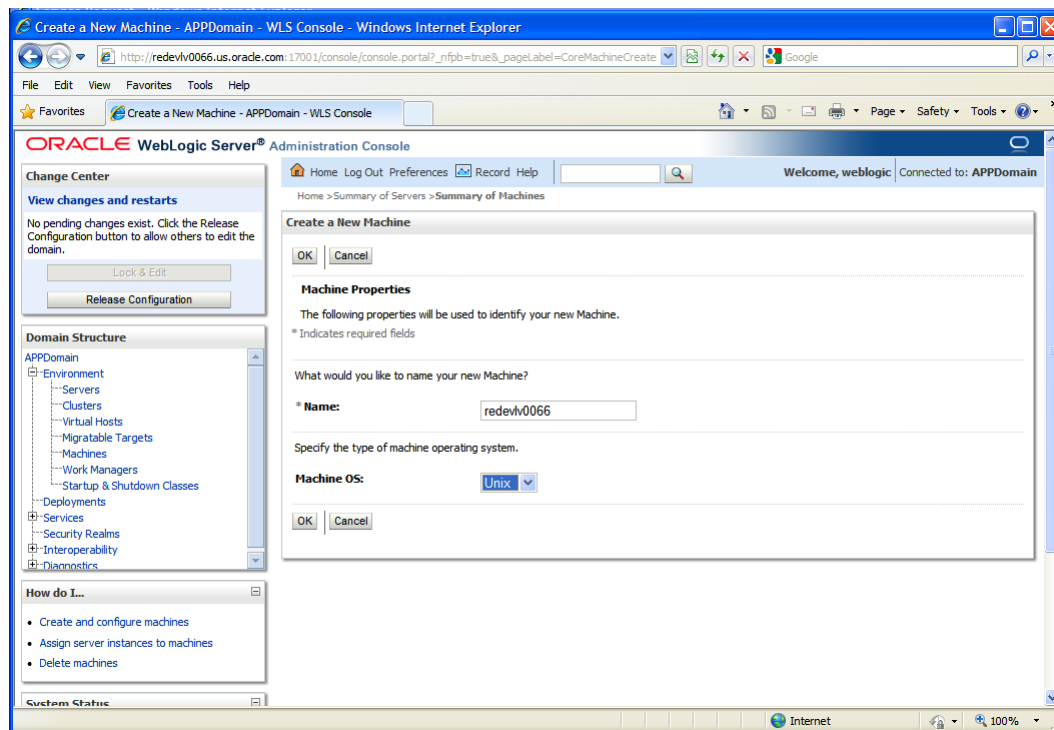 Create a New Machine - APPDomain - WLS Console - Windows Internet Explorer
http://redevlv0066.us.oracle.com:17001/console/console.portal?_nfpb=true&_pageLabel=CoreMachineCreate
Google
File Edit View Favorites Tools Help
Favorites
Create a New Machine - APPDomain - WLS Console
Page Safety Tools
ORACLE WebLogic Server® Administration Console
Change Center
View changes and restarts
No pending changes exist. Click the Release
Configuration button to allow others to edit the
domain.
Lock & Edit
Release Configuration
Domain Structure
APPDomain
Environment
Servers
Clusters
Virtual Hosts
Migratable Targets
Machines
Work Managers
Startup & Shutdown Classes
Deployments
Services
Security Realms
Interoperability
Diagnostics
How do I...
Create and configure machines
Assign server instances to machines
Delete machines
System Status
Home Log Out Preferences Record Help
Welcome, weblogic Connected to: APPDomain
Home >Summary of Servers >Summary of Machines
Create a New Machine
OK Cancel
Machine Properties
The following properties will be used to identify your new Machine.
* Indicates required fields
What would you like to name your new Machine?
* Name: redevlv0066
Specify the type of machine operating system.
Machine OS: Unix
OK Cancel
Internet
100%